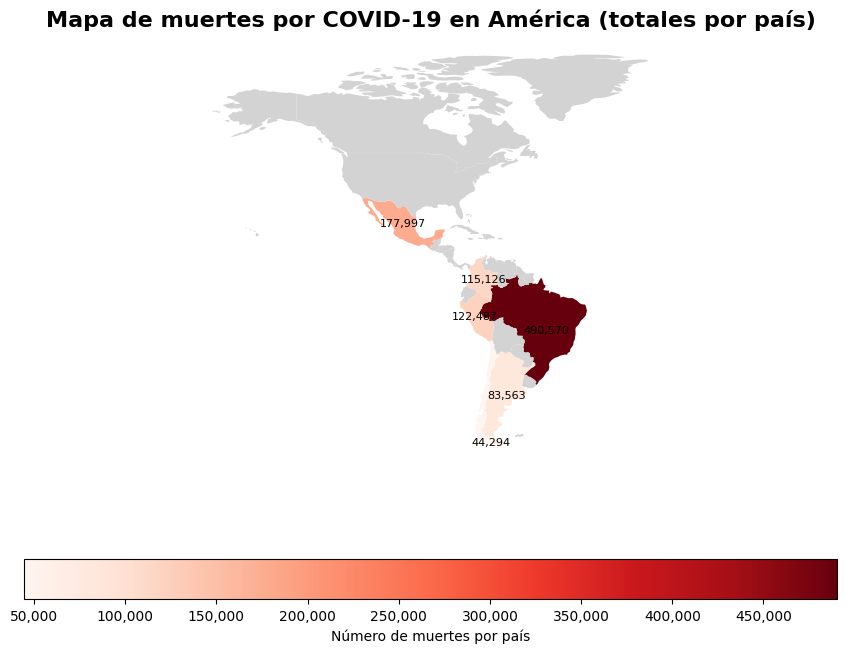 Mapa de muertes por COVID-19 en América (totales por país)
177,997
115,126
122,487
490,570
83,563
44,294
50,000 100,000 150,000 200,000 250,000 300,000 350,000 400,000 450,000
Número de muertes por país